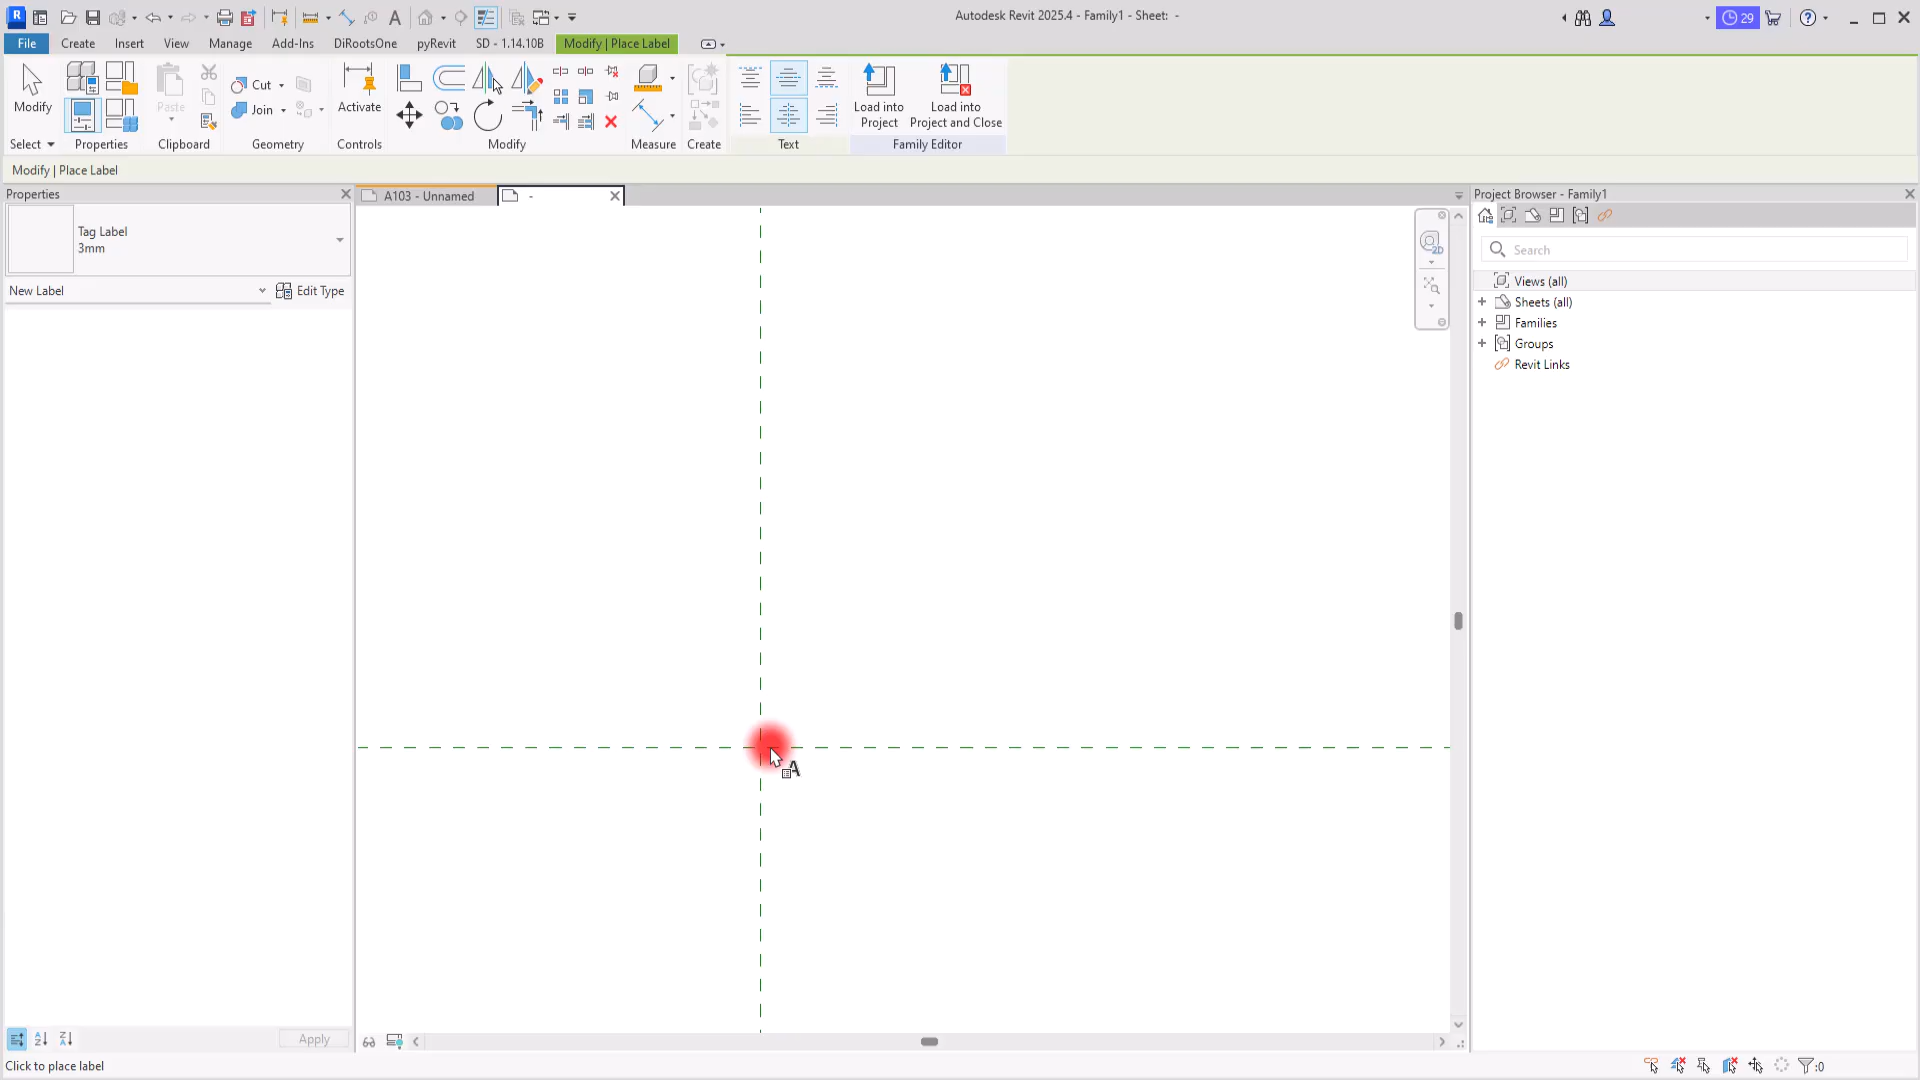 Autodesk Revit 2025.4 - Family1 - Sheet: -
29
File Create Insert View Manage Add-Ins DiRootsOne pyRevit SD - 1.14.10B Modify | Place Label
Modify
Paste
Cut
Join
Activate
Load into
Project
Load into
Project and Close
Select Properties Clipboard Geometry Controls Modify Measure Create Text Family Editor
Modify | Place Label
Properties
A103 - Unnamed
-
Project Browser - Family1
Tag Label
3mm
New Label
Edit Type
2D
Search
Views (all)
Sheets (all)
Families
Groups
Revit Links
A
Apply
Click to place label
:0